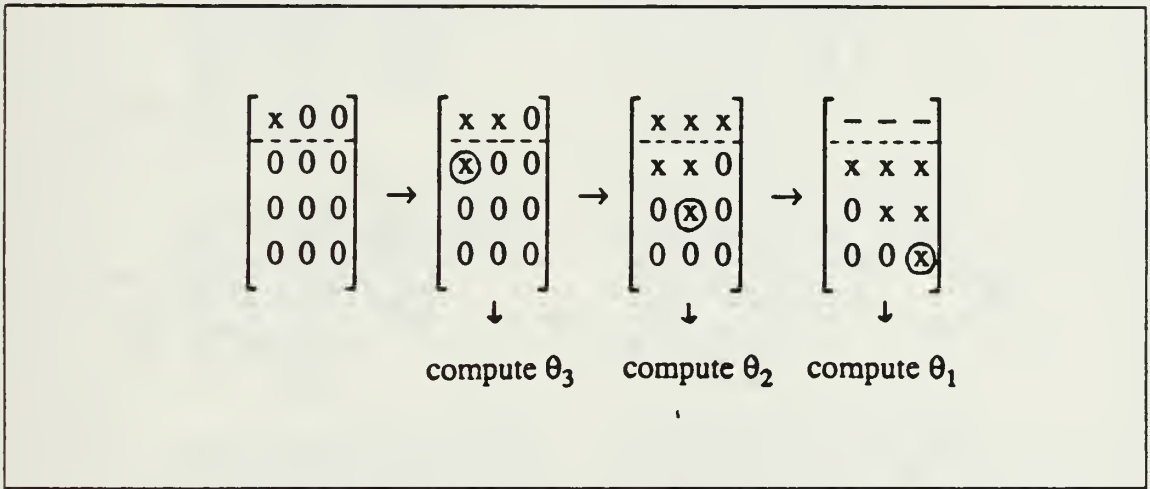 x 0 0
0 0 0
0 0 0
0 0 0
→
x x 0
x 0 0
0 0 0
0 0 0
→
x x x
x x 0
0 x 0
0 0 0
→
– – –
x x x
0 x x
0 0 x
↓ ↓ ↓
compute θ₃ compute θ₂ compute θ₁